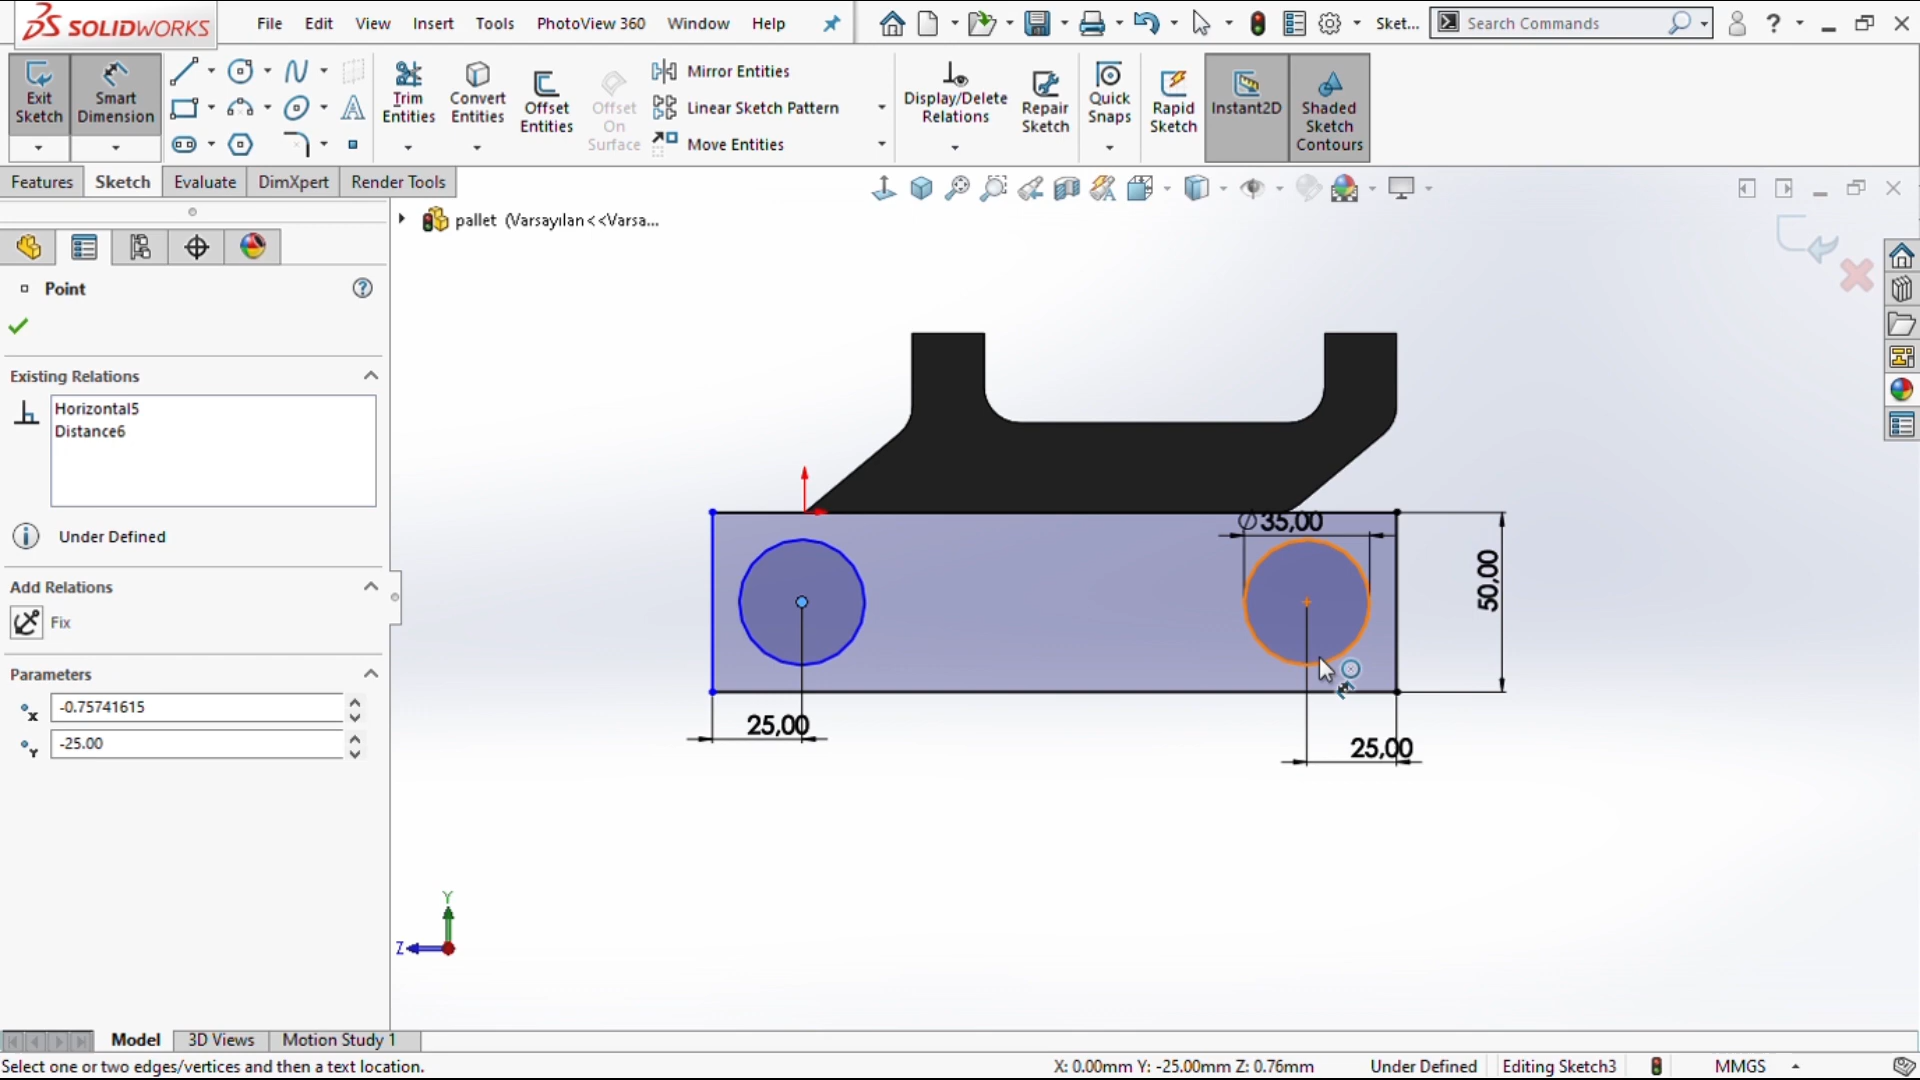 SOLIDWORKS
File Edit View Insert Tools PhotoView 360 Window Help
Sket...
Search Commands
Exit Sketch
Smart Dimension
Trim Entities
Convert Entities
Offset Entities
Offset On Surface
Mirror Entities
Linear Sketch Pattern
Move Entities
Display/Delete Relations
Repair Sketch
Quick Snaps
Rapid Sketch
Instant2D
Shaded Sketch Contours
Features Sketch Evaluate DimXpert Render Tools
pallet (Varsayılan<<Varsa...
Point
Existing Relations
Horizontal5
Distance6
Under Defined
Add Relations
Fix
Parameters
x -0.75741615
Y -25.00
∅35,00
50,00
25,00
25,00
Y
Z
Model 3D Views Motion Study 1
Select one or two edges/vertices and then a text location.
X: 0.00mm Y: -25.00mm Z: 0.76mm
Under Defined
Editing Sketch3
MMGS